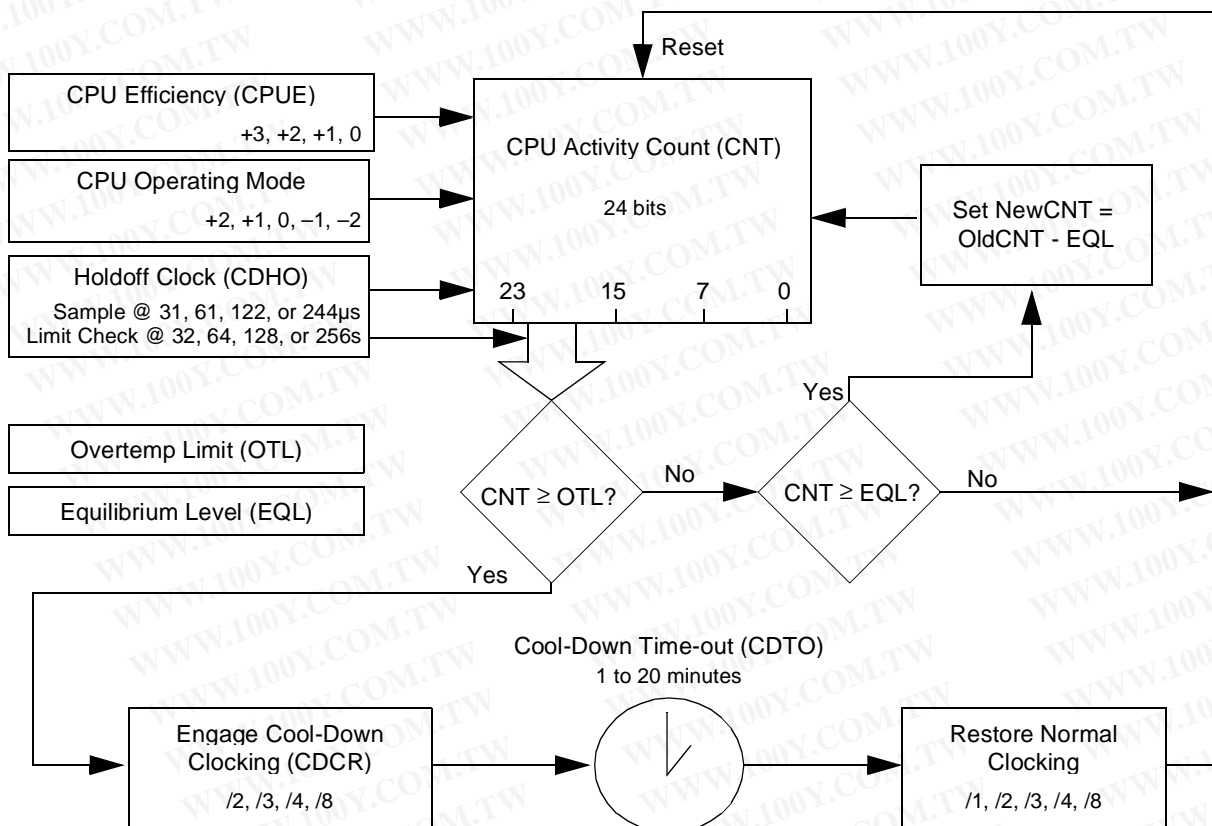 Reset
CPU Efficiency (CPUE)
+3, +2, +1, 0
CPU Operating Mode
+2, +1, 0, –1, –2
Holdoff Clock (CDHO)
Sample @ 31, 61, 122, or 244µs
Limit Check @ 32, 64, 128, or 256s
CPU Activity Count (CNT)
24 bits
23 15 7 0
Set NewCNT =
OldCNT - EQL
Overtemp Limit (OTL)
Equilibrium Level (EQL)
CNT ≥ OTL?
No
Yes
CNT ≥ EQL?
Yes
No
Cool-Down Time-out (CDTO)
1 to 20 minutes
Engage Cool-Down
Clocking (CDCR)
/2, /3, /4, /8
Restore Normal
Clocking
/1, /2, /3, /4, /8
WWW.100Y.COM.TW